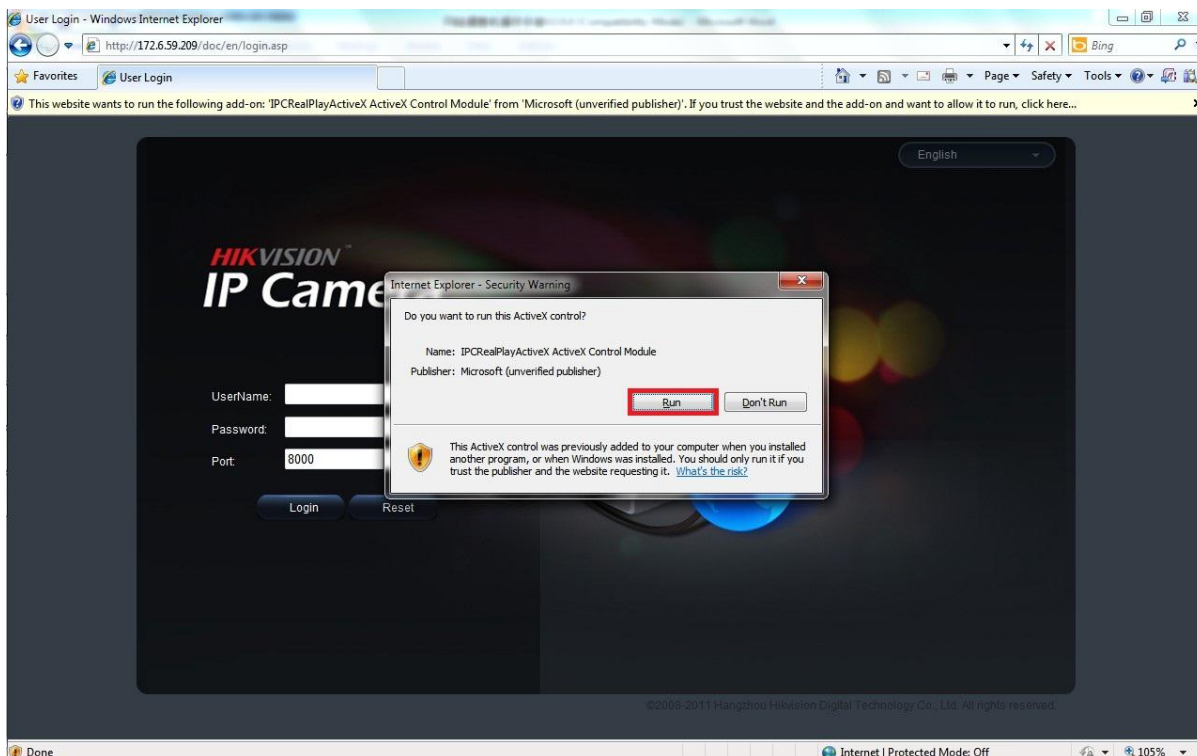 User Login - Windows Internet Explorer
http://172.6.59.209/doc/en/login.asp
Bing
Favorites
User Login
Page
Safety
Tools
This website wants to run the following add-on: 'IPCRealPlayActiveX ActiveX Control Module' from 'Microsoft (unverified publisher)'. If you trust the website and the add-on and want to allow it to run, click here...
English
HIKVISION™
IP Came
Internet Explorer - Security Warning
Do you want to run this ActiveX control?
Name: IPCRealPlayActiveX ActiveX Control Module
Publisher: Microsoft (unverified publisher)
Run
Don't Run
This ActiveX control was previously added to your computer when you installed
another program, or when Windows was installed. You should only run it if you
trust the publisher and the website requesting it. What's the risk?
UserName:
Password:
Port: 8000
Login
Reset
©2008-2011 Hangzhou Hikvision Digital Technology Co., Ltd. All rights reserved.
Done
Internet | Protected Mode: Off
105%